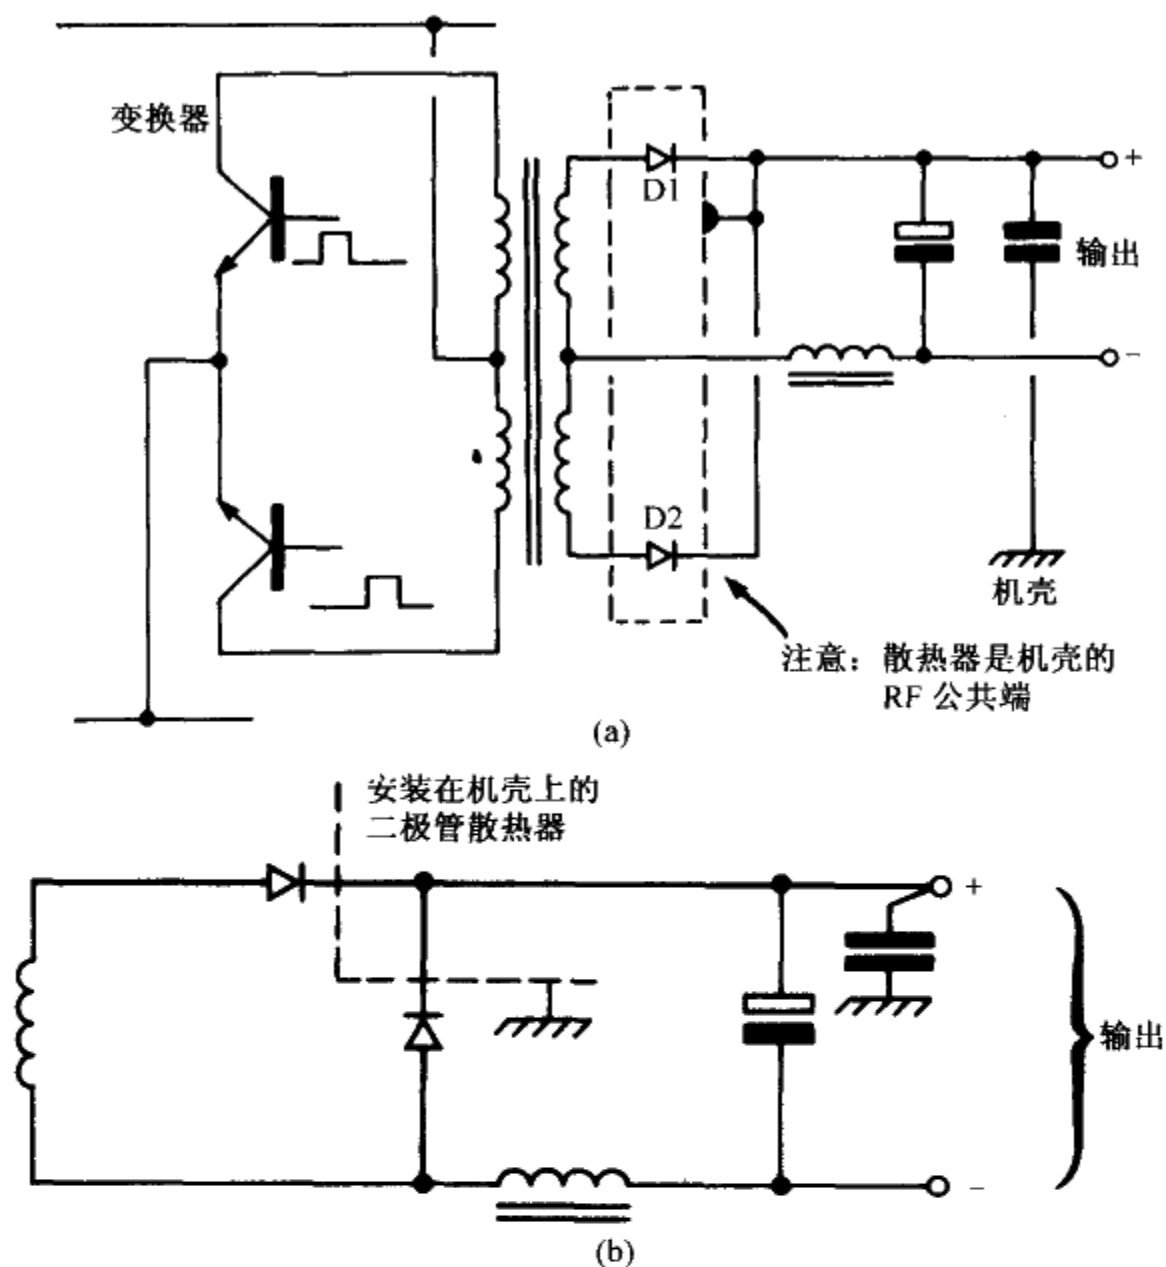 变换器
D1
+
输出
−
D2
机壳
注意：散热器是机壳的
RF 公共端
(a)
安装在机壳上的
二极管散热器
+
输出
−
(b)